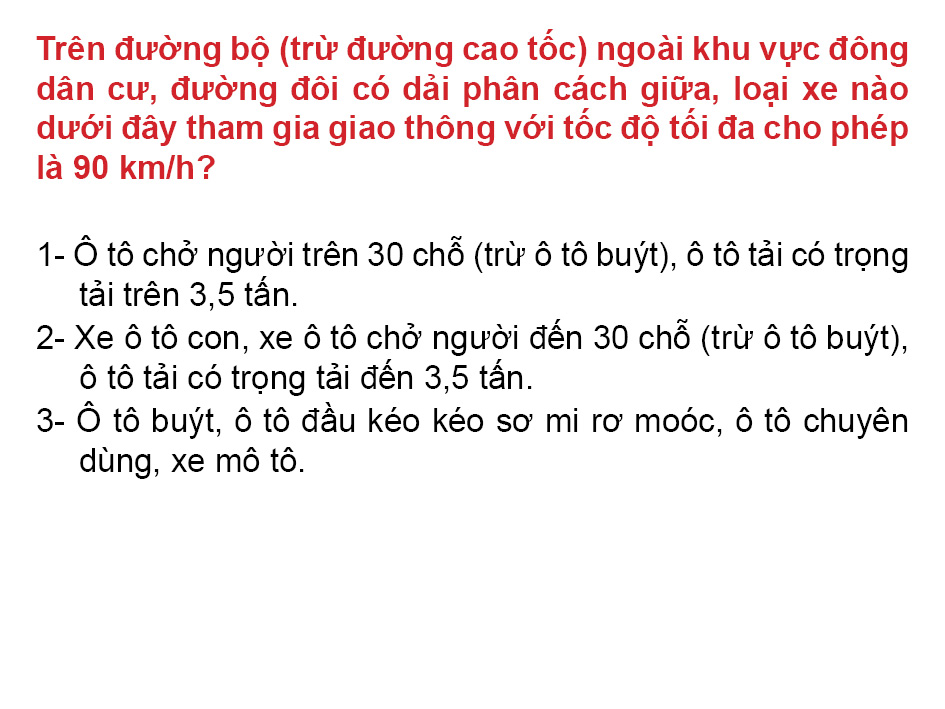 Trên đường bộ (trừ đường cao tốc) ngoài khu vực đông
dân cư, đường đôi có dải phân cách giữa, loại xe nào
dưới đây tham gia giao thông với tốc độ tối đa cho phép
là 90 km/h?
1- Ô tô chở người trên 30 chỗ (trừ ô tô buýt), ô tô tải có trọng
tải trên 3,5 tấn.
2- Xe ô tô con, xe ô tô chở người đến 30 chỗ (trừ ô tô buýt),
ô tô tải có trọng tải đến 3,5 tấn.
3- Ô tô buýt, ô tô đầu kéo kéo sơ mi rơ moóc, ô tô chuyên
dùng, xe mô tô.